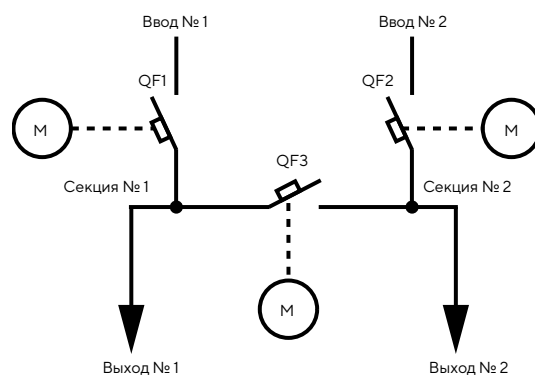 Ввод № 1
Ввод № 2
QF1
QF2
M
M
QF3
Секция № 1
Секция № 2
M
Выход № 1
Выход № 2